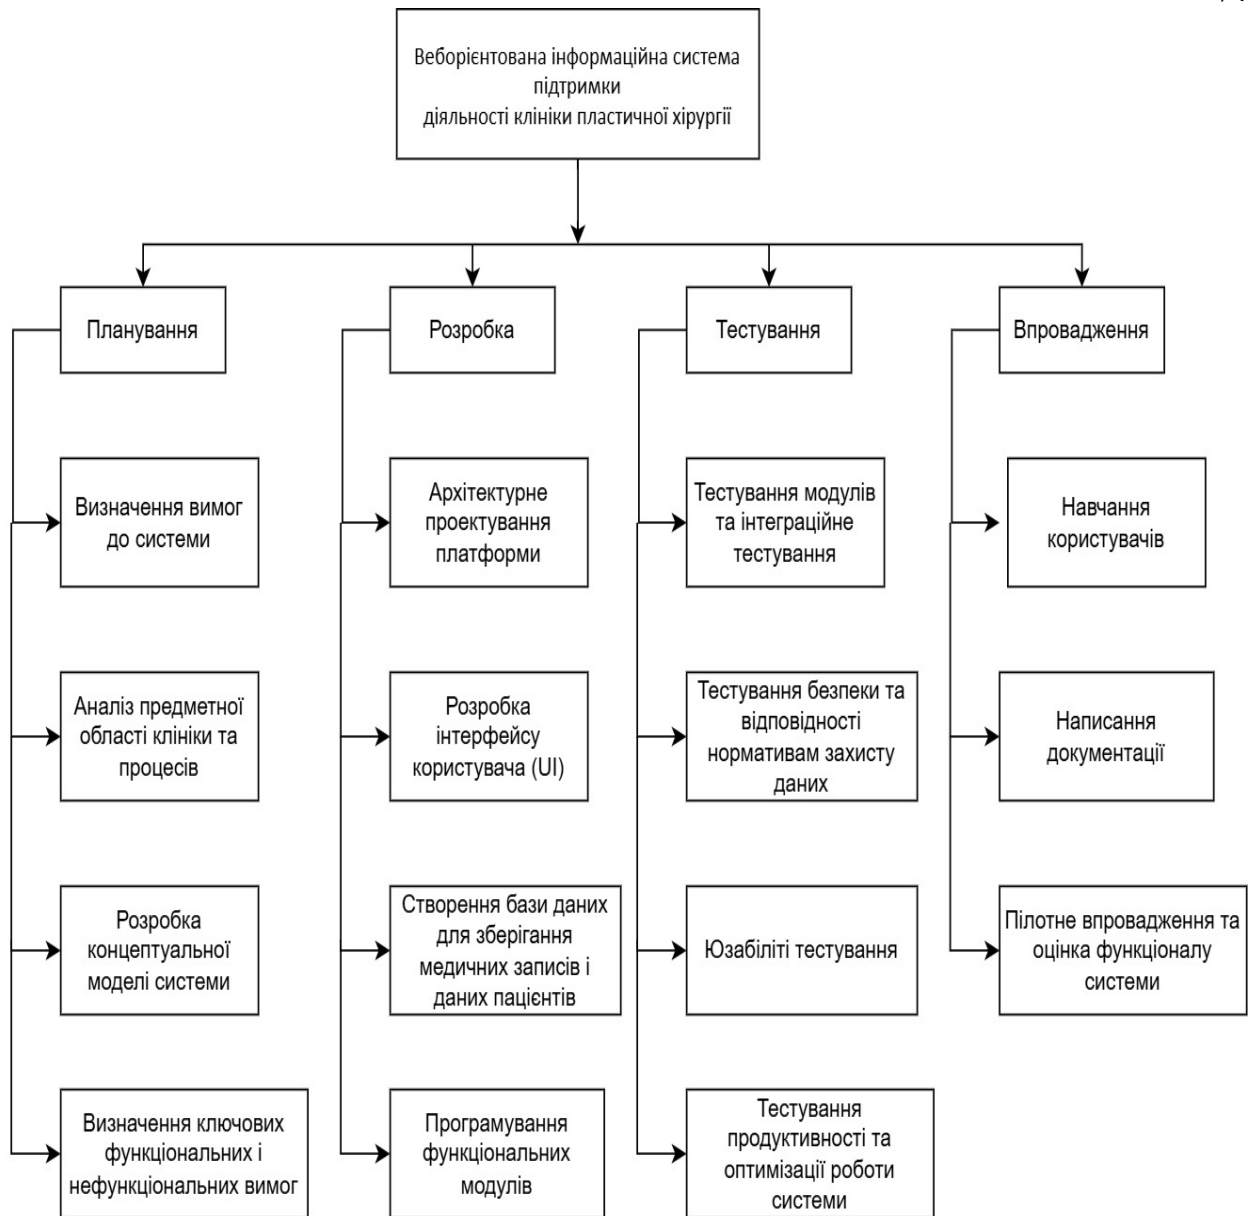 Веборієнтована інформаційна система
підтримки
діяльності клініки пластичної хірургії
Планування
Розробка
Тестування
Впровадження
Визначення вимог
до системи
Архітектурне
проектування
платформи
Тестування модулів
та інтеграційне
тестування
Навчання
користувачів
Аналіз предметної
області клініки та
процесів
Розробка
інтерфейсу
користувача (UI)
Тестування безпеки та
відповідності
нормативам захисту
даних
Написання
документації
Розробка
концептуальної
моделі системи
Створення бази даних
для зберігання
медичних записів і
даних пацієнтів
Юзабіліті тестування
Пілотне впровадження та
оцінка функціоналу
системи
Визначення ключових
функціональних і
нефункціональних вимог
Програмування
функціональних
модулів
Тестування
продуктивності та
оптимізації роботи
системи